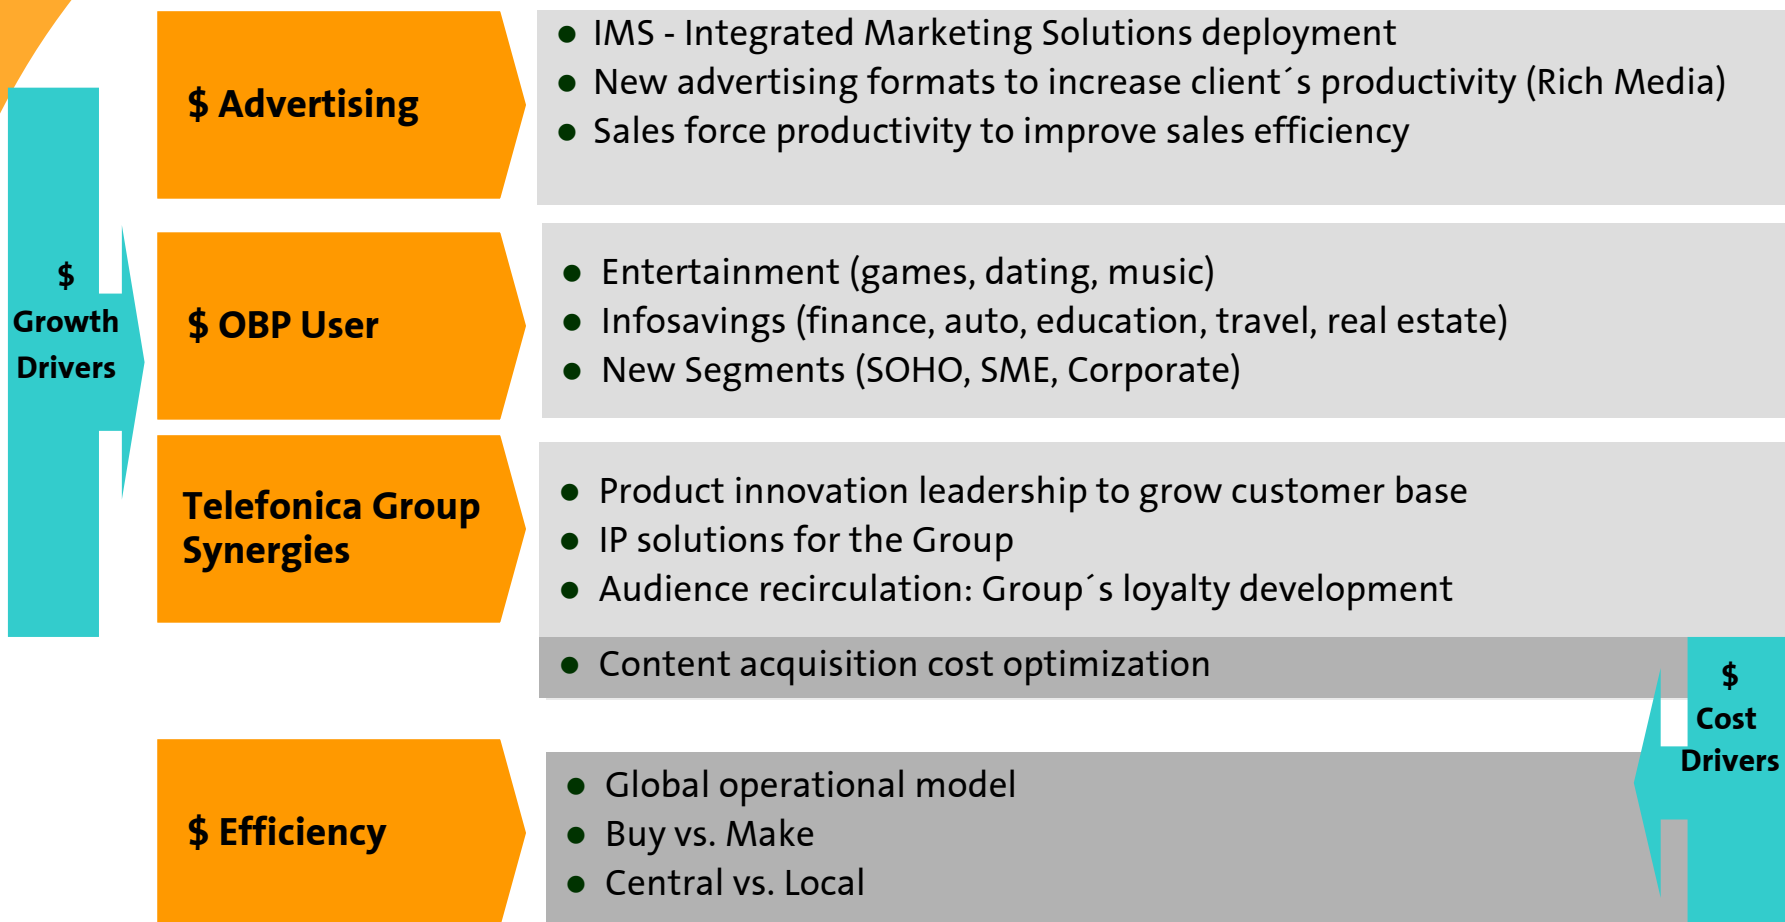 $ Advertising
● IMS - Integrated Marketing Solutions deployment
● New advertising formats to increase client´s productivity (Rich Media)
● Sales force productivity to improve sales efficiency
$
Growth
Drivers
$ OBP User
● Entertainment (games, dating, music)
● Infosavings (finance, auto, education, travel, real estate)
● New Segments (SOHO, SME, Corporate)
Telefonica Group
Synergies
● Product innovation leadership to grow customer base
● IP solutions for the Group
● Audience recirculation: Group´s loyalty development
● Content acquisition cost optimization
$
Cost
Drivers
$ Efficiency
● Global operational model
● Buy vs. Make
● Central vs. Local